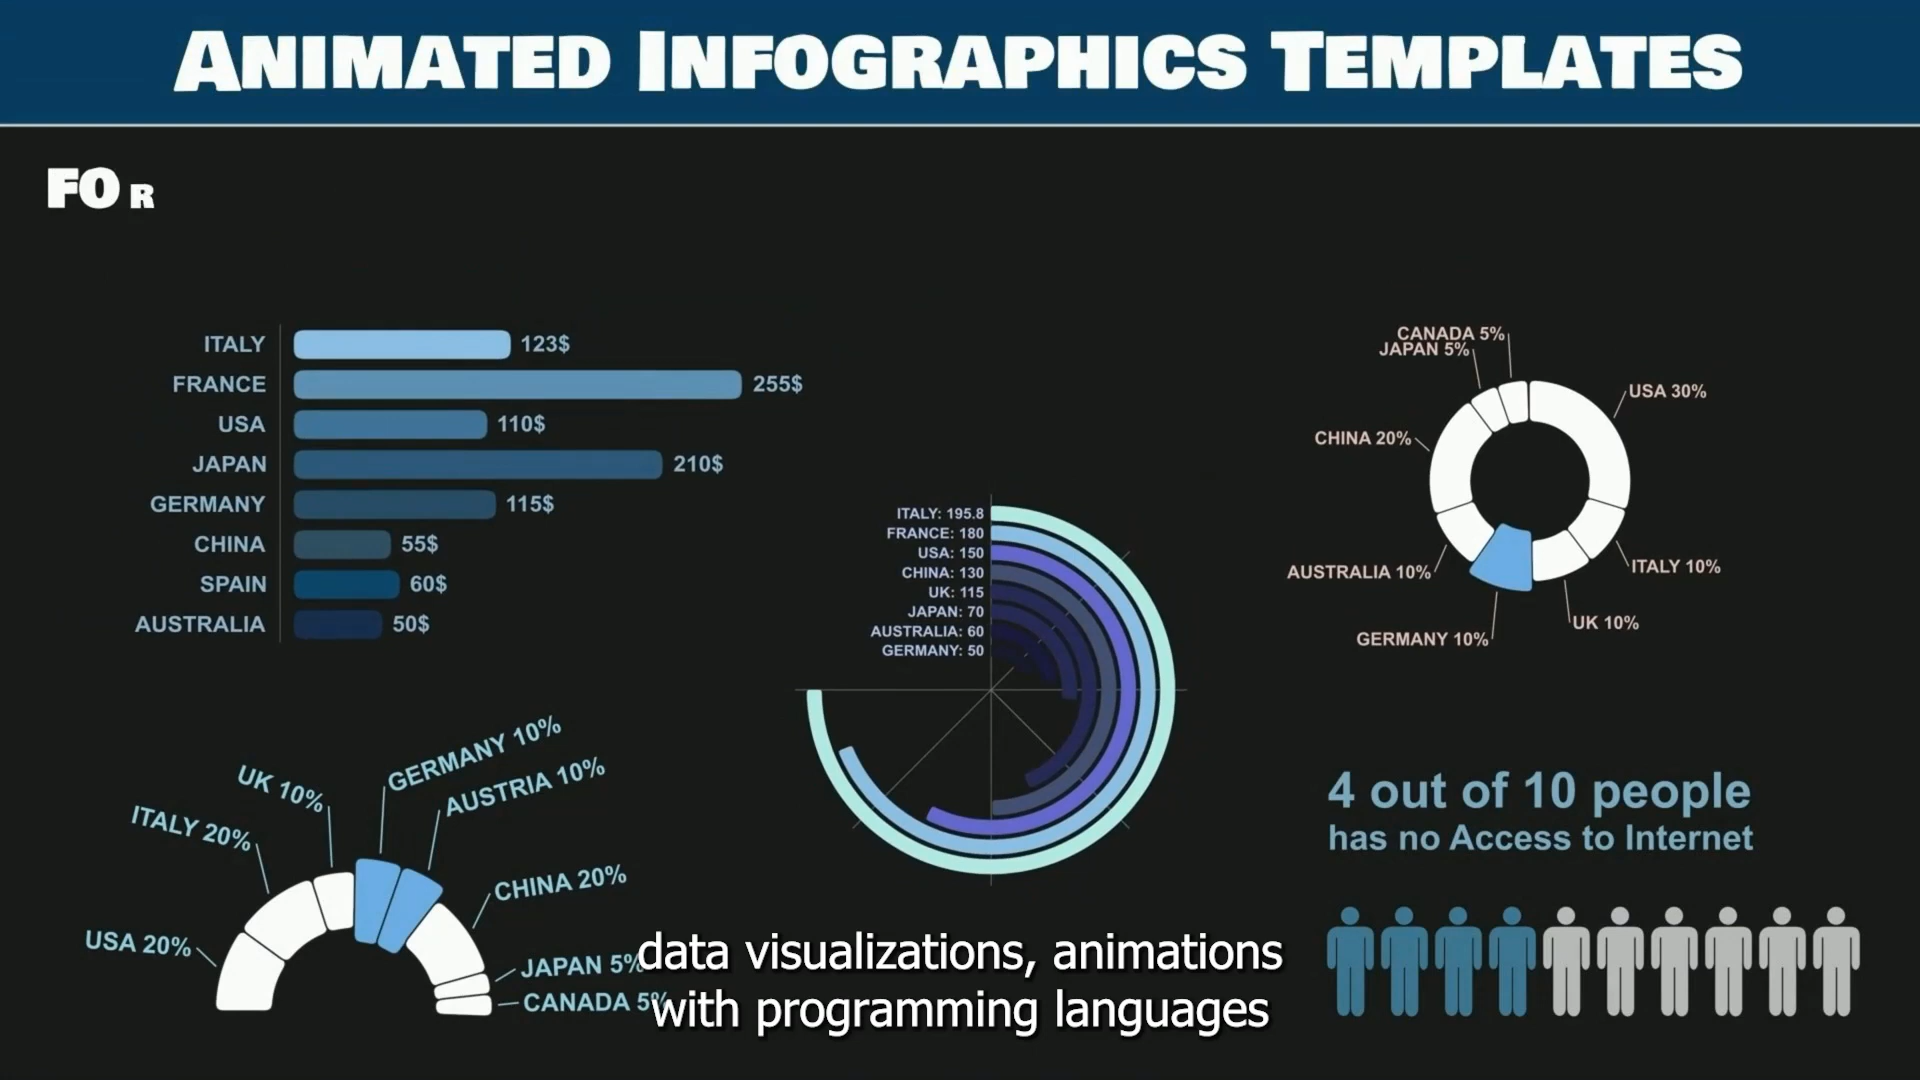 ANIMATED INFOGRAPHICS TEMPLATES
FOR
ITALY 123$
FRANCE 255$
USA 110$
JAPAN 210$
GERMANY 115$
CHINA 55$
SPAIN 60$
AUSTRALIA 50$
CANADA 5%
JAPAN 5%
USA 30%
CHINA 20%
AUSTRALIA 10%
ITALY 10%
UK 10%
GERMANY 10%
ITALY: 195.8
FRANCE: 180
USA: 150
CHINA: 130
UK: 115
JAPAN: 70
AUSTRALIA: 60
GERMANY: 50
GERMANY 10%
UK 10%
AUSTRIA 10%
ITALY 20%
CHINA 20%
USA 20%
JAPAN 5%
CANADA 5%
4 out of 10 people
has no Access to Internet
data visualizations, animations
with programming languages